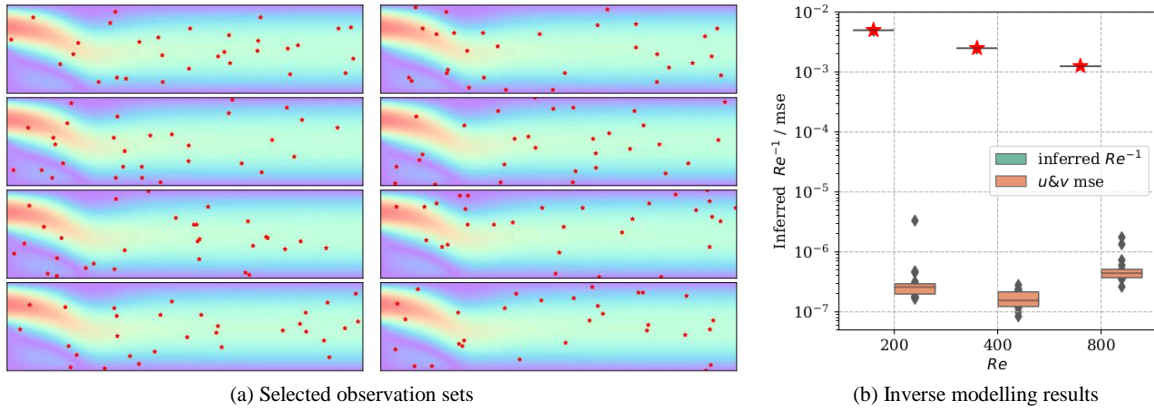 10⁻²
10⁻³
10⁻⁴
10⁻⁵
10⁻⁶
10⁻⁷
Inferred Re⁻¹ / mse
inferred Re⁻¹
u&v mse
200
400
800
Re
(a) Selected observation sets
(b) Inverse modelling results